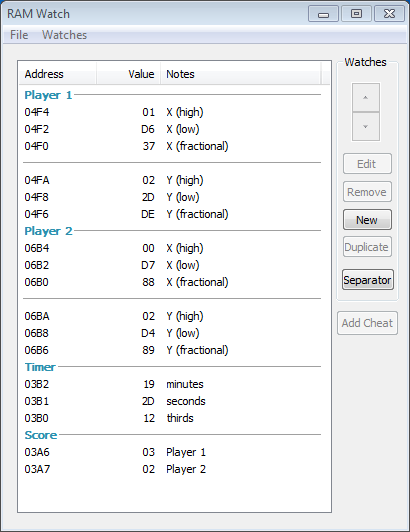 RAM Watch
File Watches
Address Value Notes
Player 1
04F4 01 X (high)
04F2 D6 X (low)
04F0 37 X (fractional)
04FA 02 Y (high)
04F8 2D Y (low)
04F6 DE Y (fractional)
Player 2
06B4 00 X (high)
06B2 D7 X (low)
06B0 88 X (fractional)
06BA 02 Y (high)
06B8 D4 Y (low)
06B6 89 Y (fractional)
Timer
03B2 19 minutes
03B1 2D seconds
03B0 12 thirds
Score
03A6 03 Player 1
03A7 02 Player 2
Watches
^
v
Edit
Remove
New
Duplicate
Separator
Add Cheat